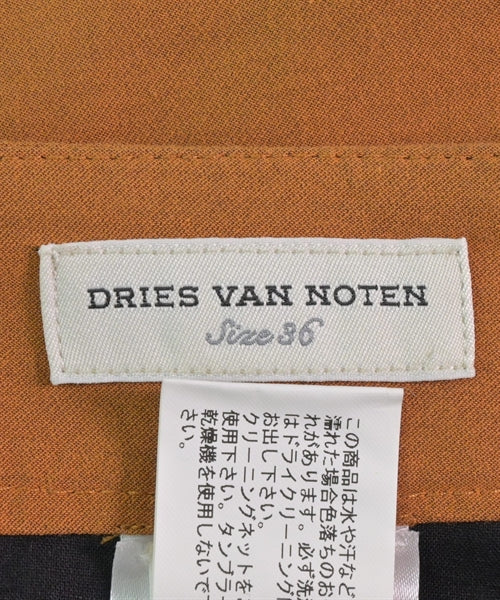 DRIES VAN NOTEN
Size 36
この商品は水や汗など
濡れた場合色落ちのお
れがあります。必ず洗
はドライクリーニング
お出し下さい。
クリーニングネットを
使用下さい。タンブラー
乾燥機を使用しないで下
さい。